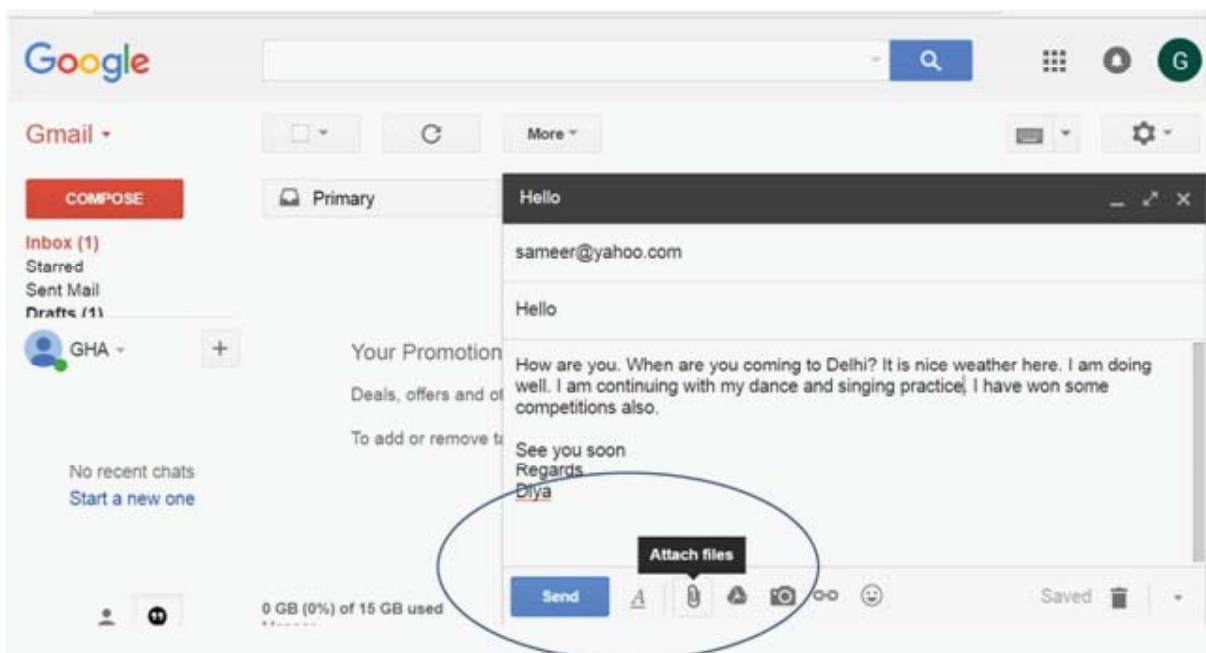 Google
G
Gmail
More
COMPOSE
Primary
Inbox (1)
Starred
Sent Mail
Drafts (1)
GHA
+
No recent chats
Start a new one
Your Promotion
Deals, offers and
To add or remove
0 GB (0%) of 15 GB used
Hello
sameer@yahoo.com
Hello
How are you. When are you coming to Delhi? It is nice weather here. I am doing
well. I am continuing with my dance and singing practice. I have won some
competitions also.
See you soon
Regards
Diya
Attach files
Send
A
Saved